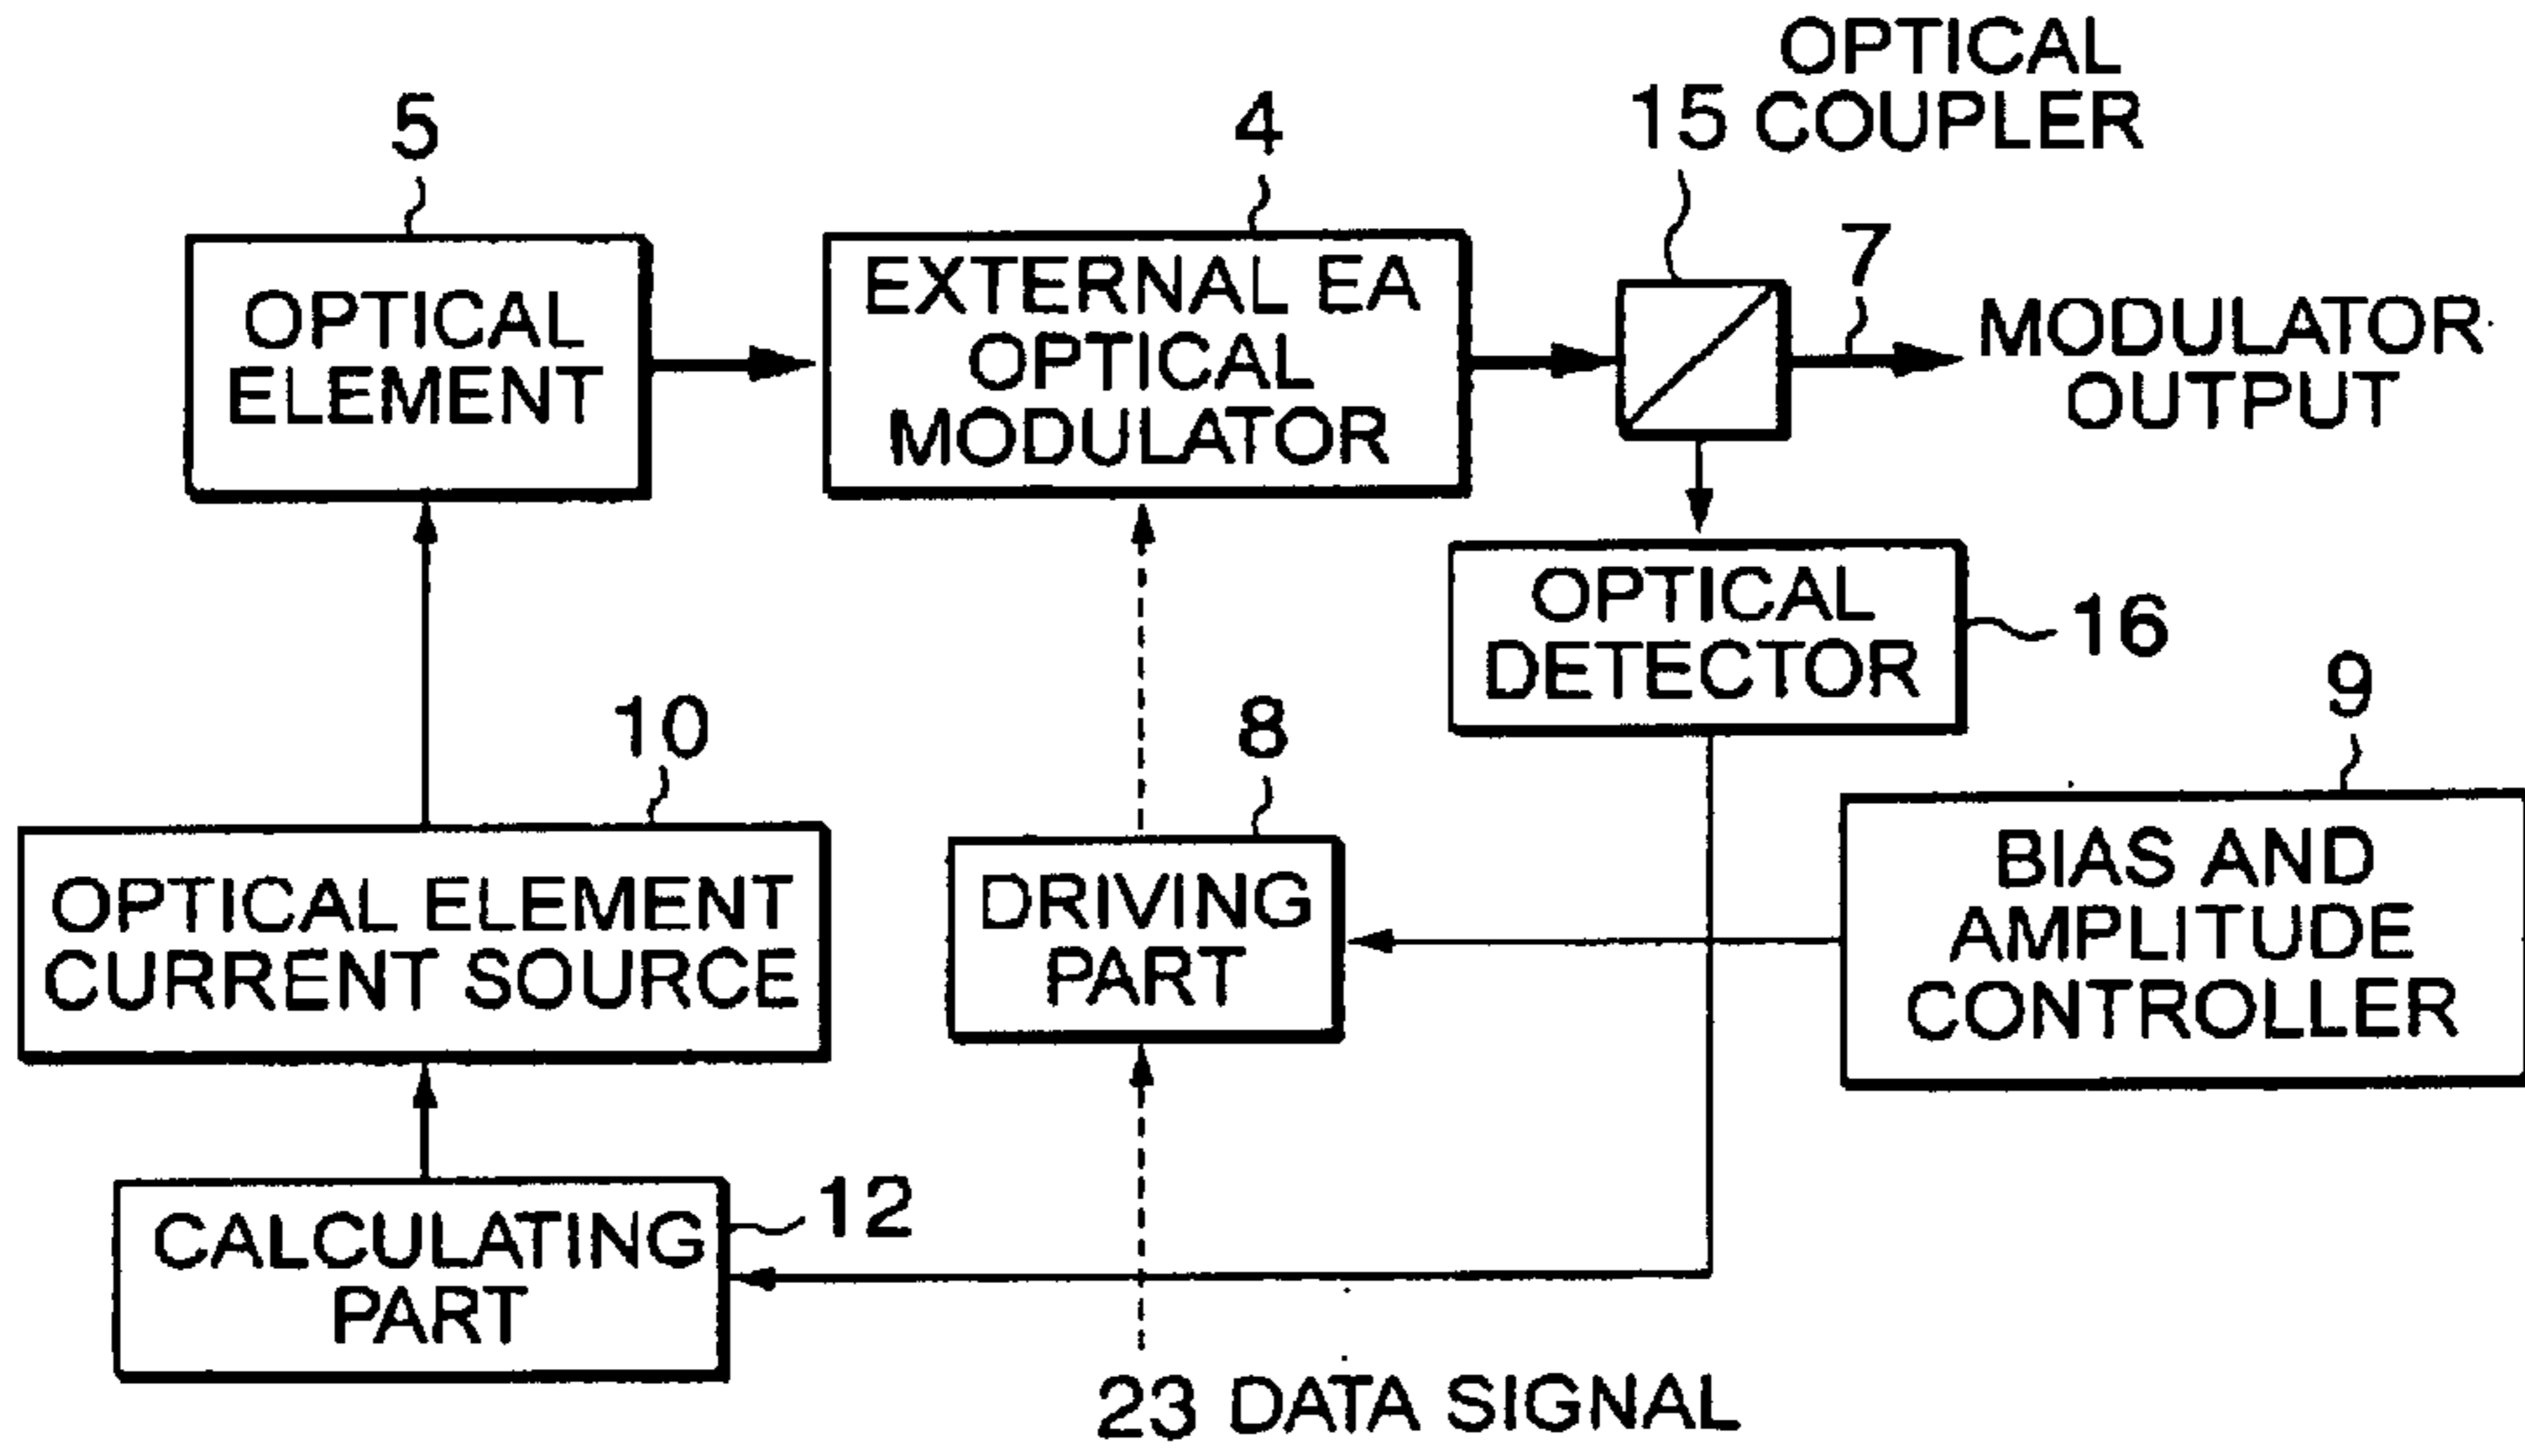 OPTICAL
15 COUPLER
5
4
7
OPTICAL
ELEMENT
EXTERNAL EA
OPTICAL
MODULATOR
MODULATOR
OUTPUT
OPTICAL
DETECTOR
16
10
8
9
OPTICAL ELEMENT
CURRENT SOURCE
DRIVING
PART
BIAS AND
AMPLITUDE
CONTROLLER
CALCULATING
PART
12
23 DATA SIGNAL